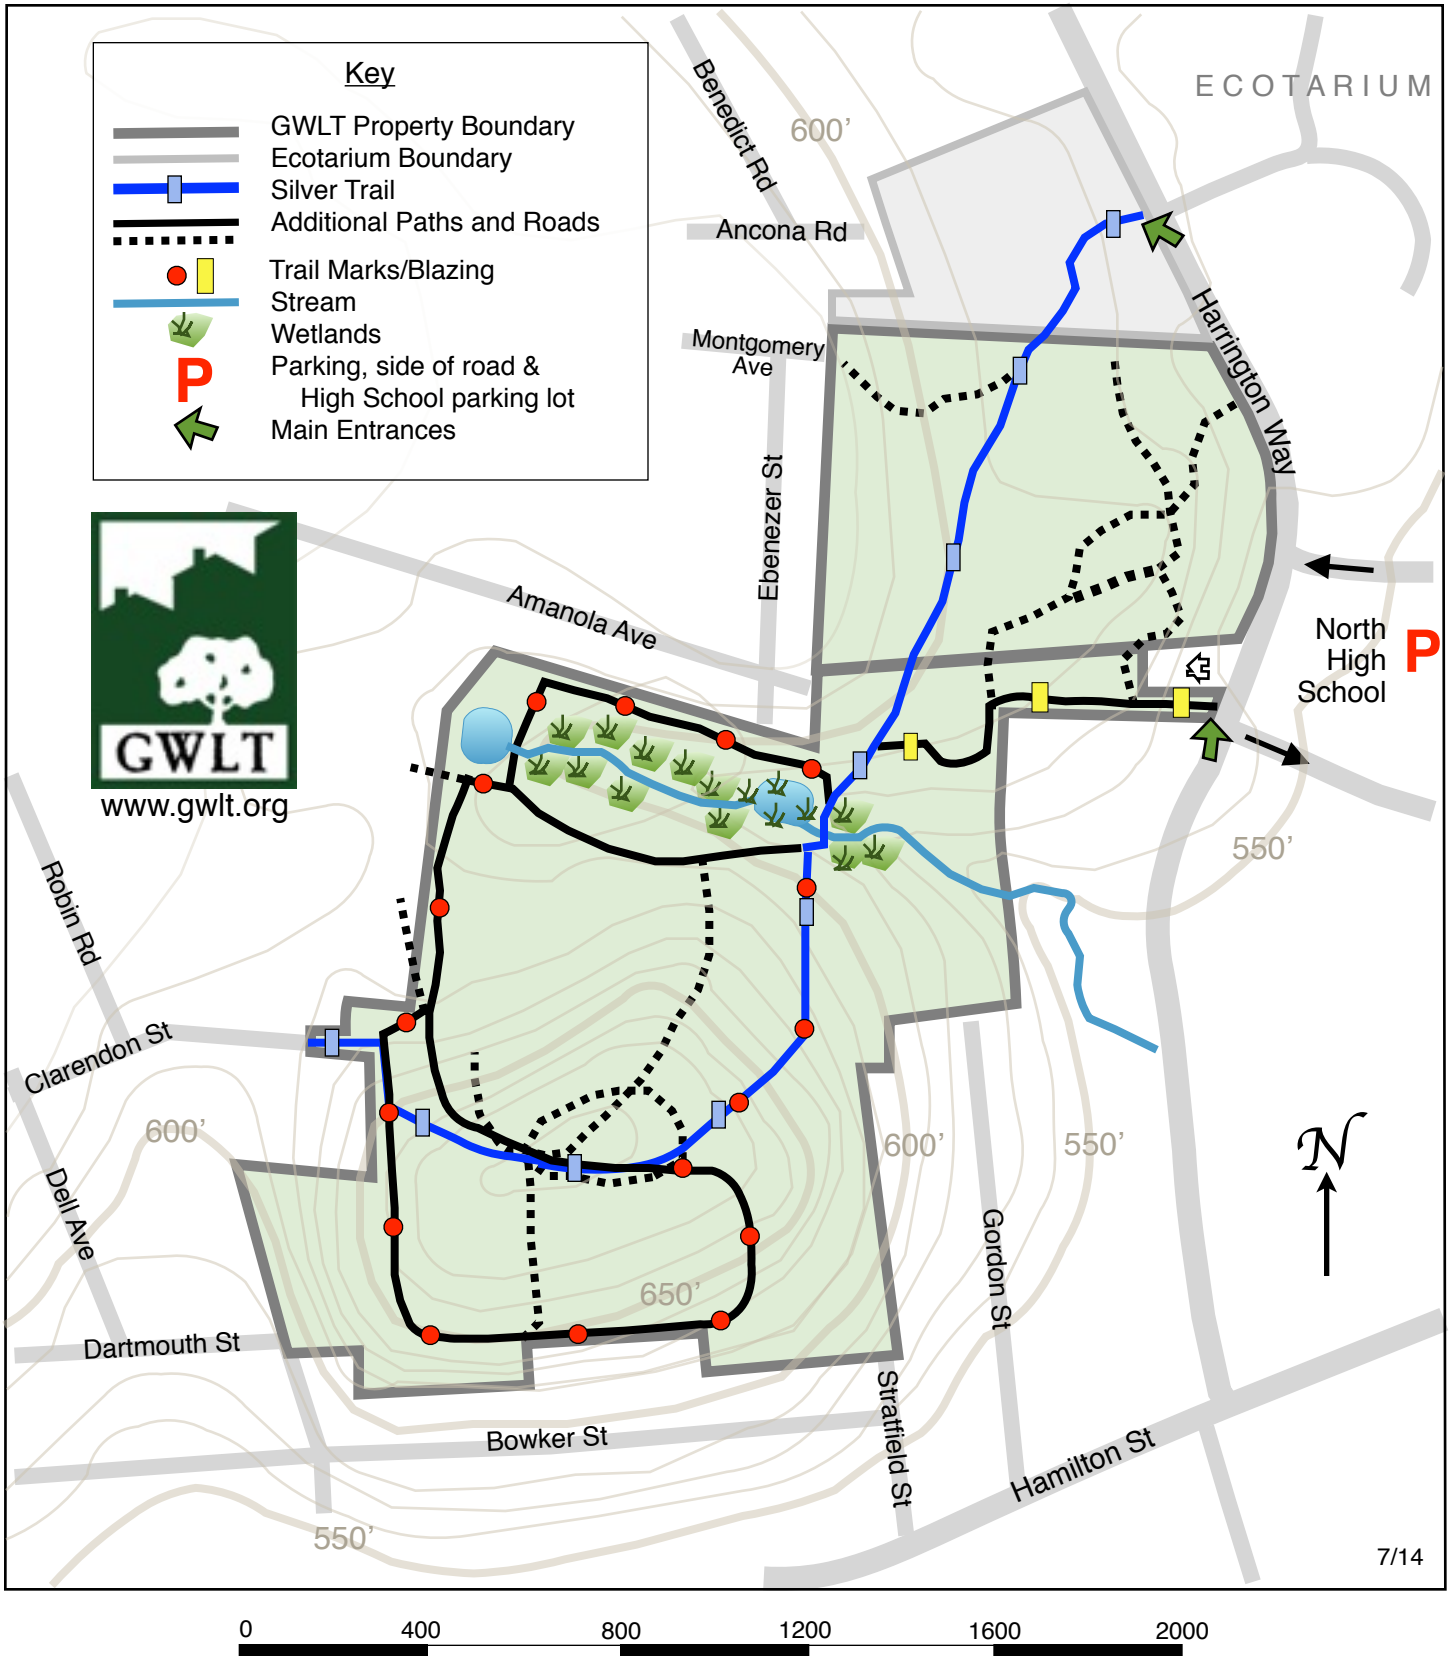 Key
GWLT Property Boundary
Ecotarium Boundary
Silver Trail
Additional Paths and Roads
Trail Marks/Blazing
Stream
Wetlands
P
Parking, side of road &
High School parking lot
Main Entrances
ECOTARIUM
Benedict Rd
600'
Ancona Rd
Harrington Way
Montgomery
Ave
Ebenezer St
Amanola Ave
GWLT
www.gwlt.org
North
High
School
P
550'
Robin Rd
Clarendon St
600'
600'
550'
N
Dell Ave
Gordon St
650'
Dartmouth St
Stratfield St
Bowker St
Hamilton St
550'
7/14
0 400 800 1200 1600 2000